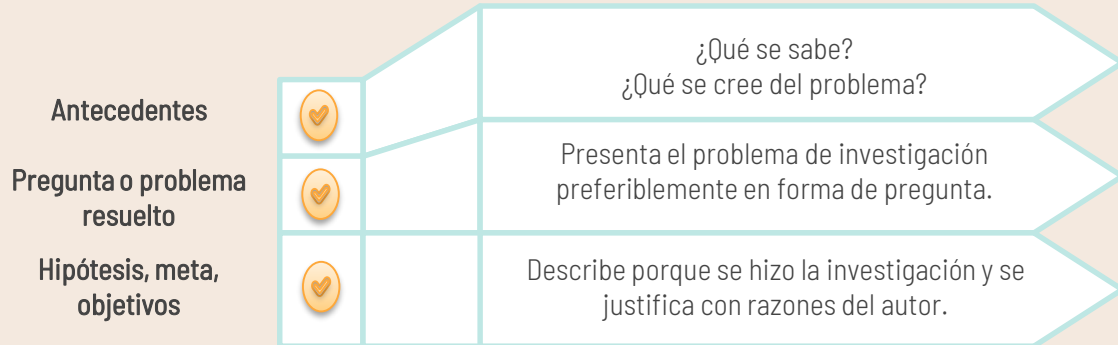 Antecedentes
¿Qué se sabe?
¿Qué se cree del problema?
Pregunta o problema
resuelto
Presenta el problema de investigación
preferiblemente en forma de pregunta.
Hipótesis, meta,
objetivos
Describe porque se hizo la investigación y se
justifica con razones del autor.